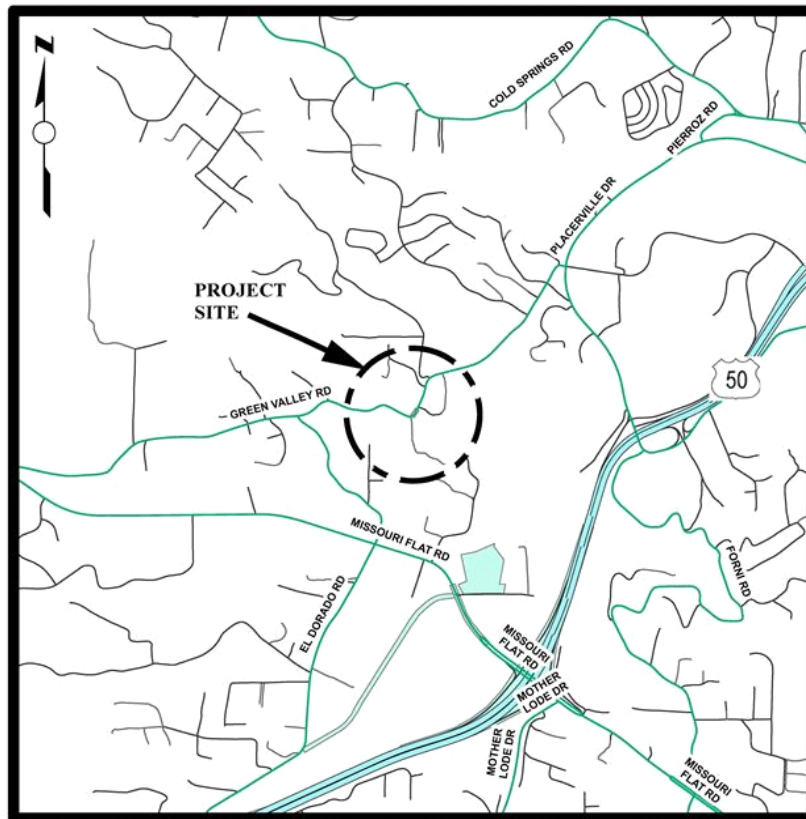 N
COLD SPRINGS RD
PIERROZ RD
PLACERVILLE DR
PROJECT
SITE
50
GREEN VALLEY RD
MISSOURI FLAT RD
FORNI RD
EL DORADO RD
MISSOURI
FLAT RD
MOTHER
LODE DR
MOTHER
LODE DR
MISSOURI
FLAT RD